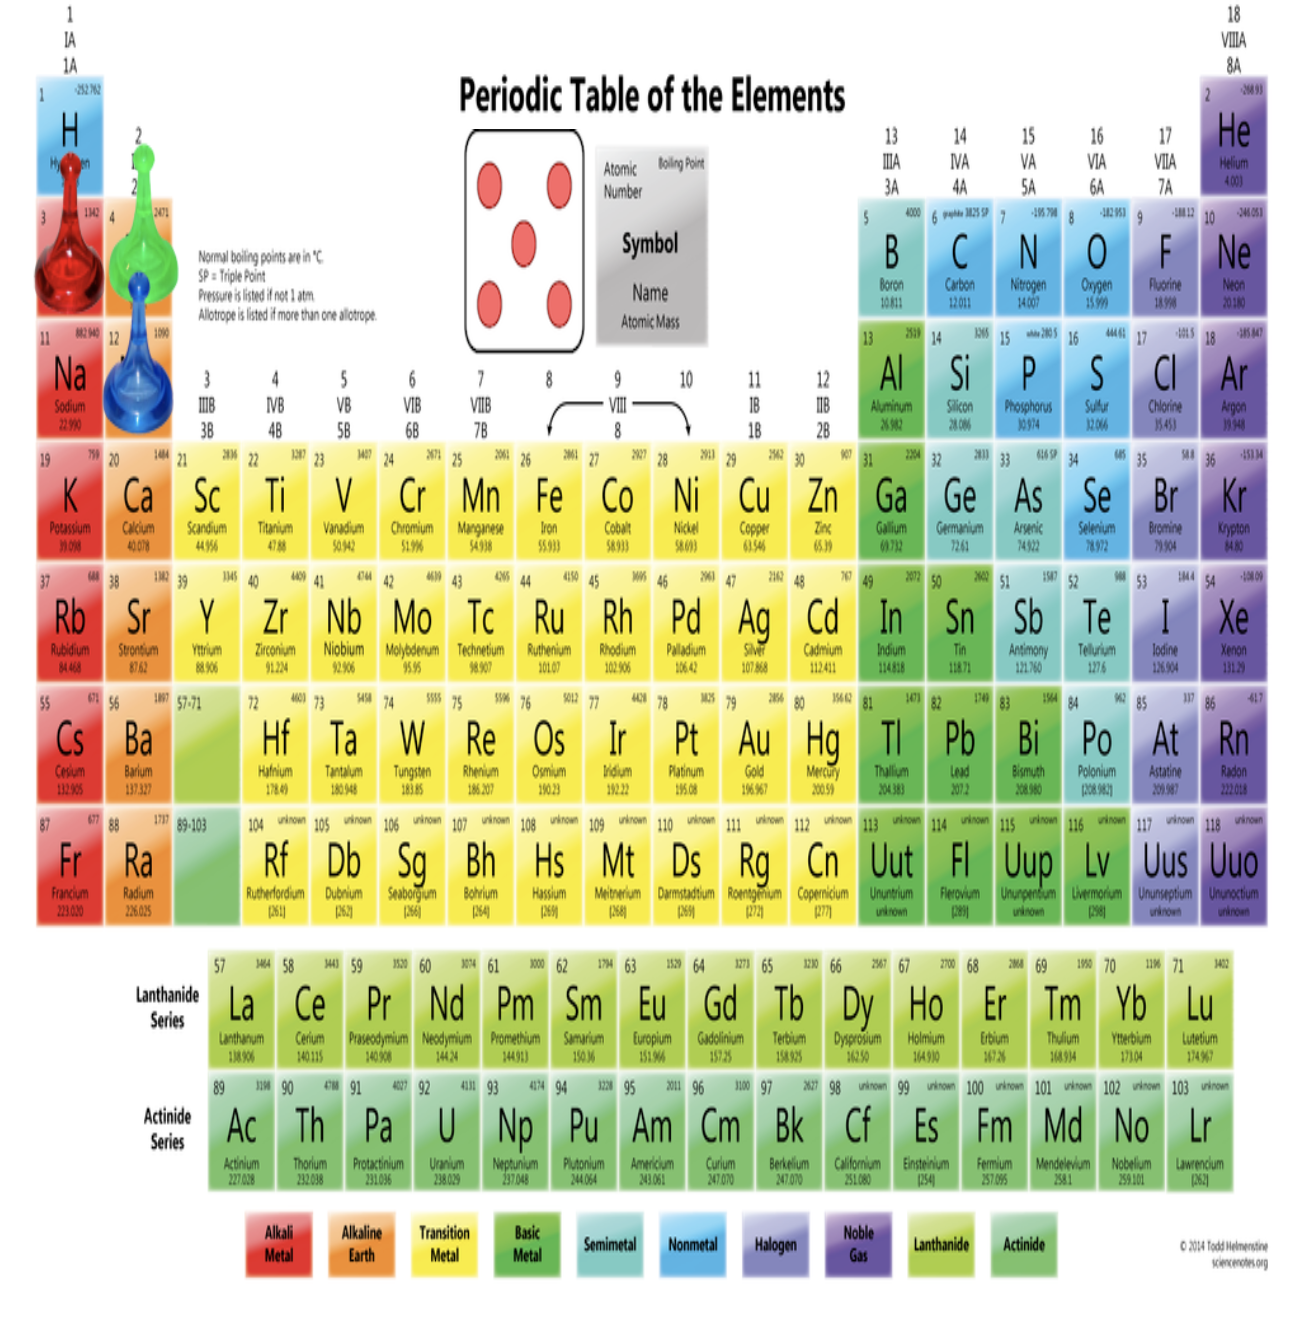 1
IA
1A
18
VIIIA
8A
Periodic Table of the Elements
1 -252.762
H
2 -268.93
He
Helium
4.003
2
13 14 15 16 17
IIIA IVA VA VIA VIIA
3A 4A 5A 6A 7A
Atomic Number Boiling Point
Symbol
Name
Atomic Mass
Normal boiling points are in °C.
SP = Triple Point
Pressure is listed if not 1 atm.
Allotrope is listed if more than one allotrope.
3 1342 4 2471 5 4000 6 graphite 3825 SP 7 -195.798 8 -182.953 9 -188.12 10 -246.053
B C N O F Ne
Boron Carbon Nitrogen Oxygen Fluorine Neon
10.811 12.011 14.007 15.999 18.998 20.180
11 882.940 12 1090 13 2519 14 3265 15 white 280.5 16 444.61 17 -101.5 18 -185.847
Na Al Si P S Cl Ar
Sodium Aluminum Silicon Phosphorus Sulfur Chlorine Argon
22.990 26.982 28.086 30.974 32.066 35.453 39.948
3 4 5 6 7 8 9 10 11 12
IIIB IVB VB VIB VIIB VIII IB IIB
3B 4B 5B 6B 7B 8 1B 2B
19 759 20 1484 21 2836 22 3287 23 3407 24 2671 25 2061 26 2861 27 2927 28 2913 29 2562 30 907 31 2204 32 2833 33 616 SP 34 685 35 58.8 36 -153.34
K Ca Sc Ti V Cr Mn Fe Co Ni Cu Zn Ga Ge As Se Br Kr
Potassium Calcium Scandium Titanium Vanadium Chromium Manganese Iron Cobalt Nickel Copper Zinc Gallium Germanium Arsenic Selenium Bromine Krypton
39.098 40.078 44.956 47.88 50.942 51.996 54.938 55.933 58.933 58.693 63.546 65.39 69.732 72.61 74.922 78.972 79.904 84.80
37 688 38 1382 39 3345 40 4409 41 4744 42 4639 43 4265 44 4150 45 3695 46 2963 47 2162 48 767 49 2072 50 2602 51 1587 52 988 53 184.4 54 -108.09
Rb Sr Y Zr Nb Mo Tc Ru Rh Pd Ag Cd In Sn Sb Te I Xe
Rubidium Strontium Yttrium Zirconium Niobium Molybdenum Technetium Ruthenium Rhodium Palladium Silver Cadmium Indium Tin Antimony Tellurium Iodine Xenon
84.468 87.62 88.906 91.224 92.906 95.95 98.907 101.07 102.906 106.42 107.868 112.411 114.818 118.71 121.760 127.6 126.904 131.29
55 671 56 1897 57-71 72 4603 73 5458 74 5555 75 5596 76 5012 77 4428 78 3825 79 2856 80 356.62 81 1473 82 1749 83 1564 84 962 85 337 86 -61.7
Cs Ba Hf Ta W Re Os Ir Pt Au Hg Tl Pb Bi Po At Rn
Cesium Barium Hafnium Tantalum Tungsten Rhenium Osmium Iridium Platinum Gold Mercury Thallium Lead Bismuth Polonium Astatine Radon
132.905 137.327 178.49 180.948 183.85 186.207 190.23 192.22 195.08 196.967 200.59 204.383 207.2 208.980 [208.982] 209.987 222.018
87 677 88 1737 89-103 104 unknown 105 unknown 106 unknown 107 unknown 108 unknown 109 unknown 110 unknown 111 unknown 112 unknown 113 unknown 114 unknown 115 unknown 116 unknown 117 unknown 118 unknown
Fr Ra Rf Db Sg Bh Hs Mt Ds Rg Cn Uut Fl Uup Lv Uus Uuo
Francium Radium Rutherfordium Dubnium Seaborgium Bohrium Hassium Meitnerium Darmstadtium Roentgenium Copernicium Ununtrium Flerovium Ununpentium Livermorium Ununseptium Ununoctium
223.020 226.025 [261] [262] [266] [264] [269] [268] [269] [272] [277] unknown [289] unknown [298] unknown unknown
Lanthanide Series
57 3464 58 3443 59 3520 60 3074 61 3000 62 1794 63 1529 64 3273 65 3230 66 2567 67 2700 68 2868 69 1950 70 1196 71 3402
La Ce Pr Nd Pm Sm Eu Gd Tb Dy Ho Er Tm Yb Lu
Lanthanum Cerium Praseodymium Neodymium Promethium Samarium Europium Gadolinium Terbium Dysprosium Holmium Erbium Thulium Ytterbium Lutetium
138.906 140.115 140.908 144.24 144.913 150.36 151.966 157.25 158.925 162.50 164.930 167.26 168.934 173.04 174.967
Actinide Series
89 3198 90 4788 91 4027 92 4131 93 4174 94 3228 95 2011 96 3100 97 2627 98 unknown 99 unknown 100 unknown 101 unknown 102 unknown 103 unknown
Ac Th Pa U Np Pu Am Cm Bk Cf Es Fm Md No Lr
Actinium Thorium Protactinium Uranium Neptunium Plutonium Americium Curium Berkelium Californium Einsteinium Fermium Mendelevium Nobelium Lawrencium
227.028 232.038 231.036 238.029 237.048 244.064 243.061 247.070 247.070 251.080 [254] 257.095 258.1 259.101 [262]
Alkali Metal
Alkaline Earth
Transition Metal
Basic Metal
Semimetal
Nonmetal
Halogen
Noble Gas
Lanthanide
Actinide
© 2014 Todd Helmenstine
sciencenotes.org